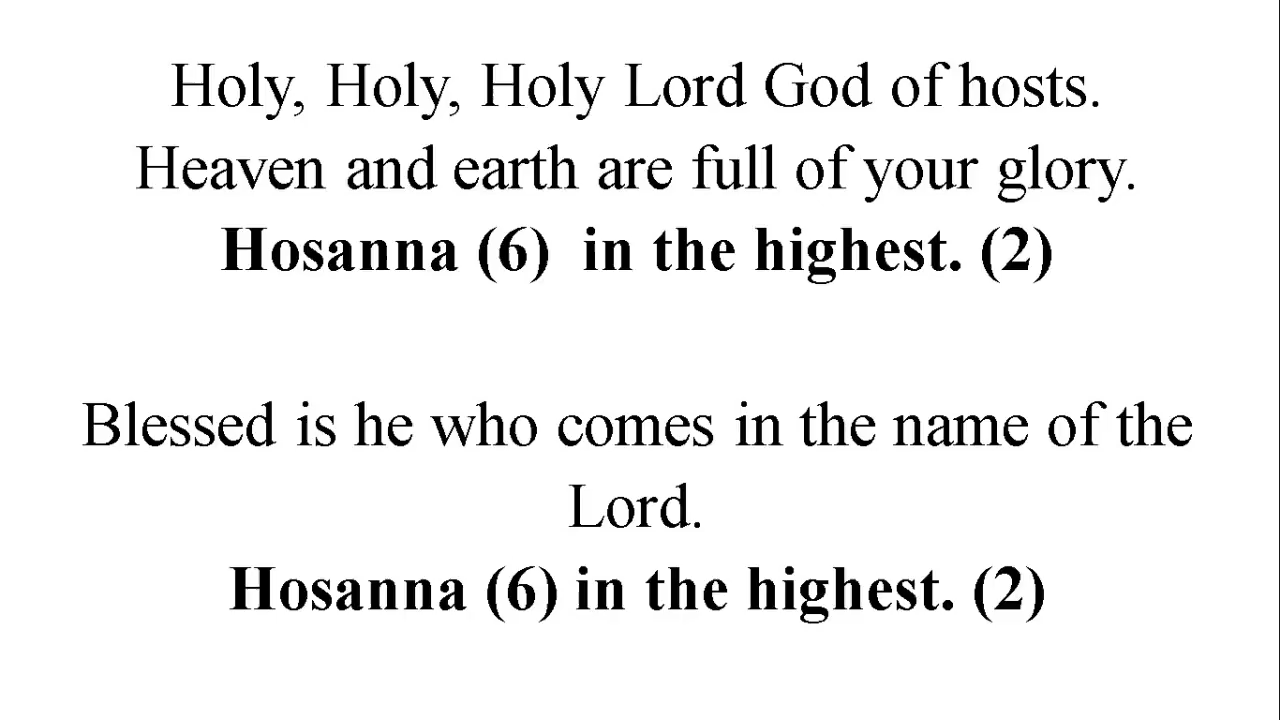 Holy, Holy, Holy Lord God of hosts.
Heaven and earth are full of your glory.
Hosanna (6)  in the highest. (2)
Blessed is he who comes in the name of the
Lord.
Hosanna (6) in the highest. (2)